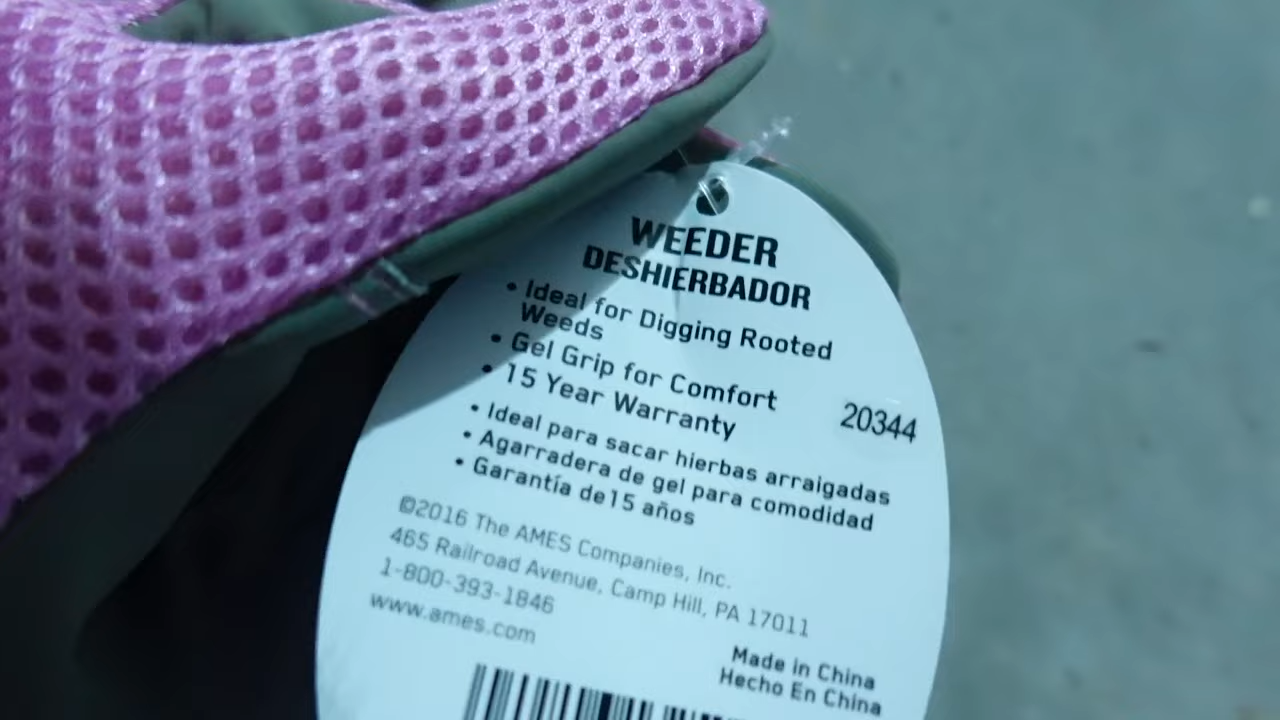 WEEDER
DESHIERBADOR
• Ideal for Digging Rooted
Weeds
• Gel Grip for Comfort
• 15 Year Warranty
20344
• Ideal para sacar hierbas arraigadas
• Agarradera de gel para comodidad
• Garantía de15 años
©2016 The AMES Companies, Inc.
465 Railroad Avenue, Camp Hill, PA 17011
1-800-393-1846
www.ames.com
Made in China
Hecho En China